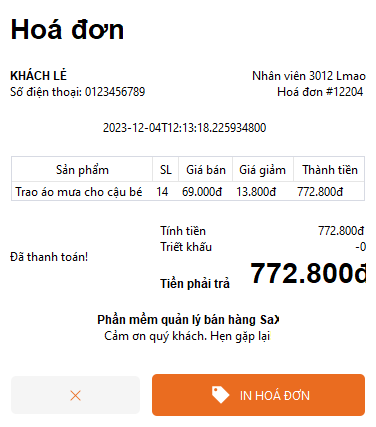 Hoá đơn
KHÁCH LẺ
Nhân viên 3012 Lmao
Số điện thoại: 0123456789
Hoá đơn #12204
2023-12-04T12:13:18.225934800
Sản phẩm SL Giá bán Giá giảm Thành tiền
Trao áo mưa cho cậu bé 14 69.000đ 13.800đ 772.800đ
Tính tiền 772.800đ
Triết khấu -0
Đã thanh toán!
Tiền phải trả 772.800đ
Phần mềm quản lý bán hàng SaX
Cảm ơn quý khách. Hẹn gặp lại
IN HOÁ ĐƠN